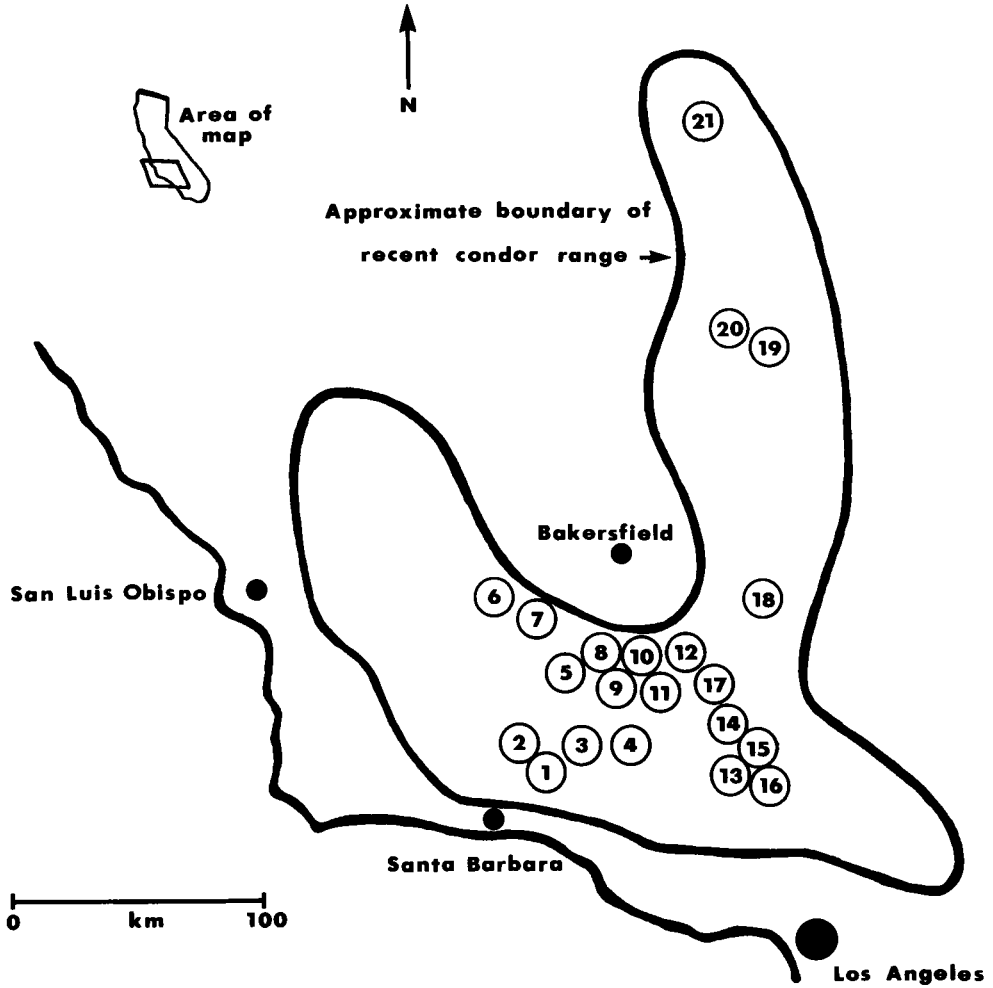 N
Area of
map
21
Approximate boundary of
recent condor range
20
19
Bakersfield
San Luis Obispo
6
7
18
8
10
12
5
9
11
17
14
2
3
4
15
1
13
16
Santa Barbara
0 km 100
Los Angeles